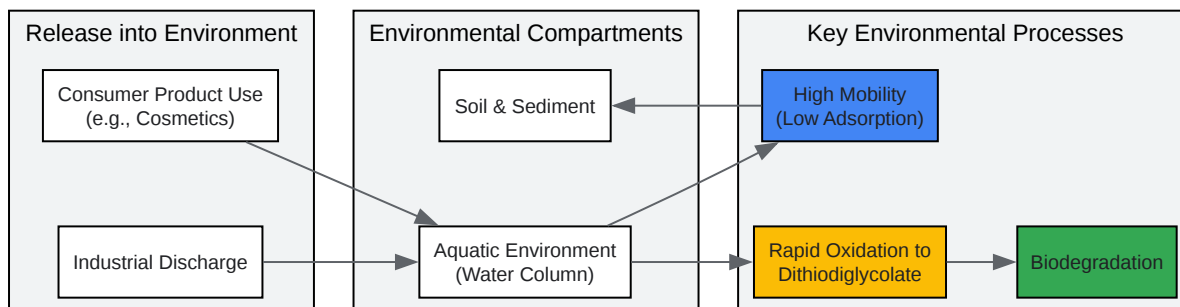 Release into Environment
Consumer Product Use
(e.g., Cosmetics)
Industrial Discharge
Environmental Compartments
Soil & Sediment
Aquatic Environment
(Water Column)
Key Environmental Processes
High Mobility
(Low Adsorption)
Rapid Oxidation to
Dithiodiglycolate
Biodegradation